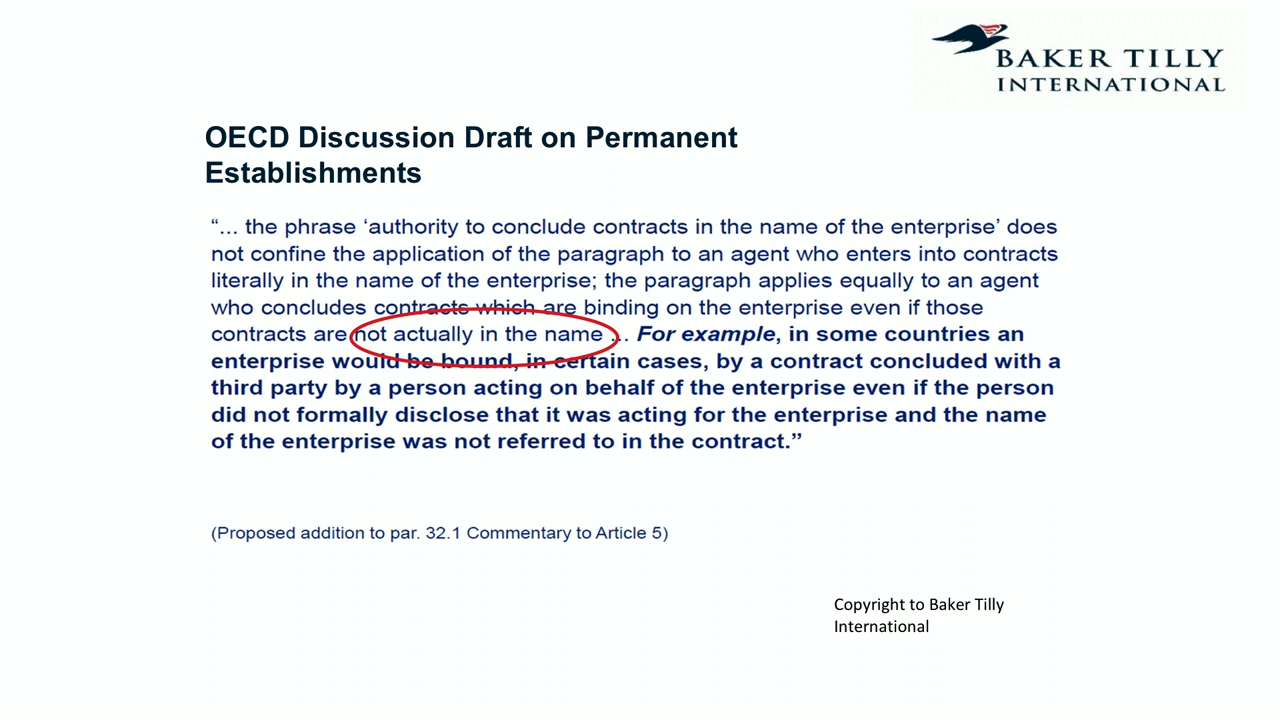 BAKER TILLY
INTERNATIONAL
OECD Discussion Draft on Permanent
Establishments
“... the phrase ‘authority to conclude contracts in the name of the enterprise’ does
not confine the application of the paragraph to an agent who enters into contracts
literally in the name of the enterprise; the paragraph applies equally to an agent
who concludes contracts which are binding on the enterprise even if those
contracts are not actually in the name ... For example, in some countries an
enterprise would be bound, in certain cases, by a contract concluded with a
third party by a person acting on behalf of the enterprise even if the person
did not formally disclose that it was acting for the enterprise and the name
of the enterprise was not referred to in the contract.”
(Proposed addition to par. 32.1 Commentary to Article 5)
Copyright to Baker Tilly
International